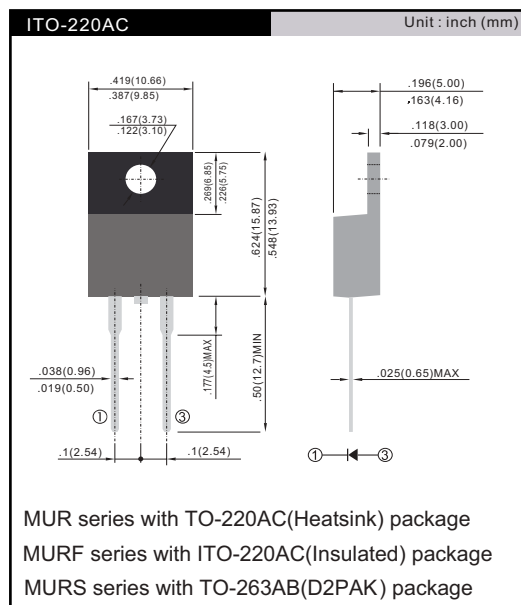 ITO-220AC
Unit : inch (mm)
.419(10.66)
.387(9.85)
.196(5.00)
.163(4.16)
.167(3.73)
.122(3.10)
.118(3.00)
.079(2.00)
.269(6.85)
.226(5.75)
.624(15.87)
.548(13.93)
.177(4.5)MAX
.50(12.7)MIN
.038(0.96)
.019(0.50)
.025(0.65)MAX
① ③
.1(2.54) .1(2.54)
① ③
MUR series with TO-220AC(Heatsink) package
MURF series with ITO-220AC(Insulated) package
MURS series with TO-263AB(D2PAK) package